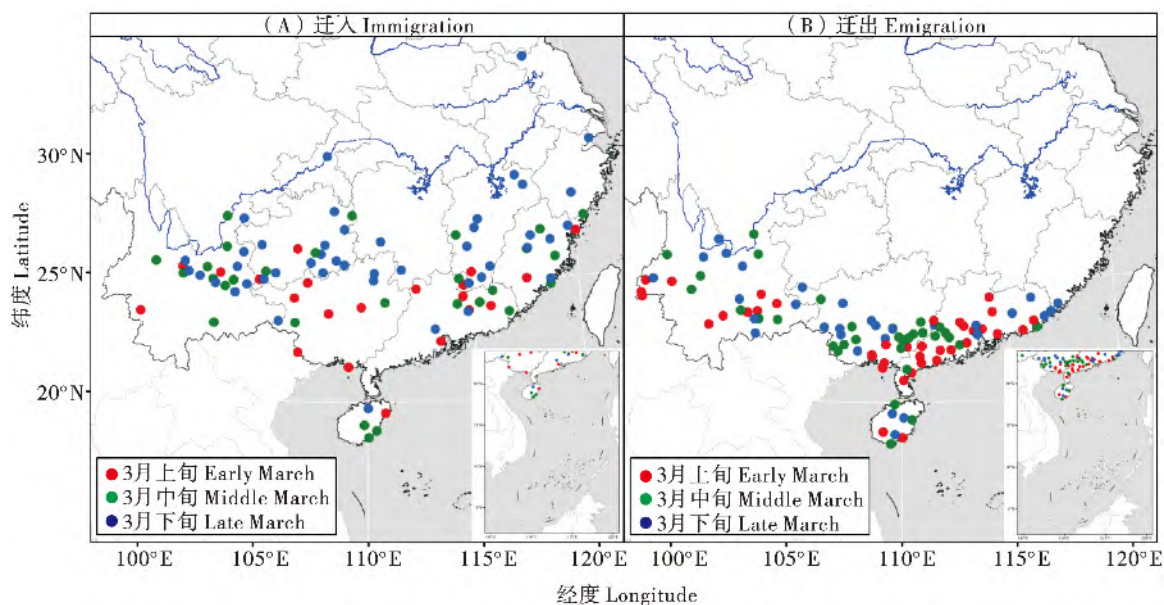 (A) 迁入 Immigration
(B) 迁出 Emigration
纬度 Latitude
30°N
25°N
20°N
3月上旬 Early March
3月中旬 Middle March
3月下旬 Late March
3月上旬 Early March
3月中旬 Middle March
3月下旬 Late March
100°E
105°E
110°E
115°E
120°E
100°E
105°E
110°E
115°E
120°E
经度 Longitude